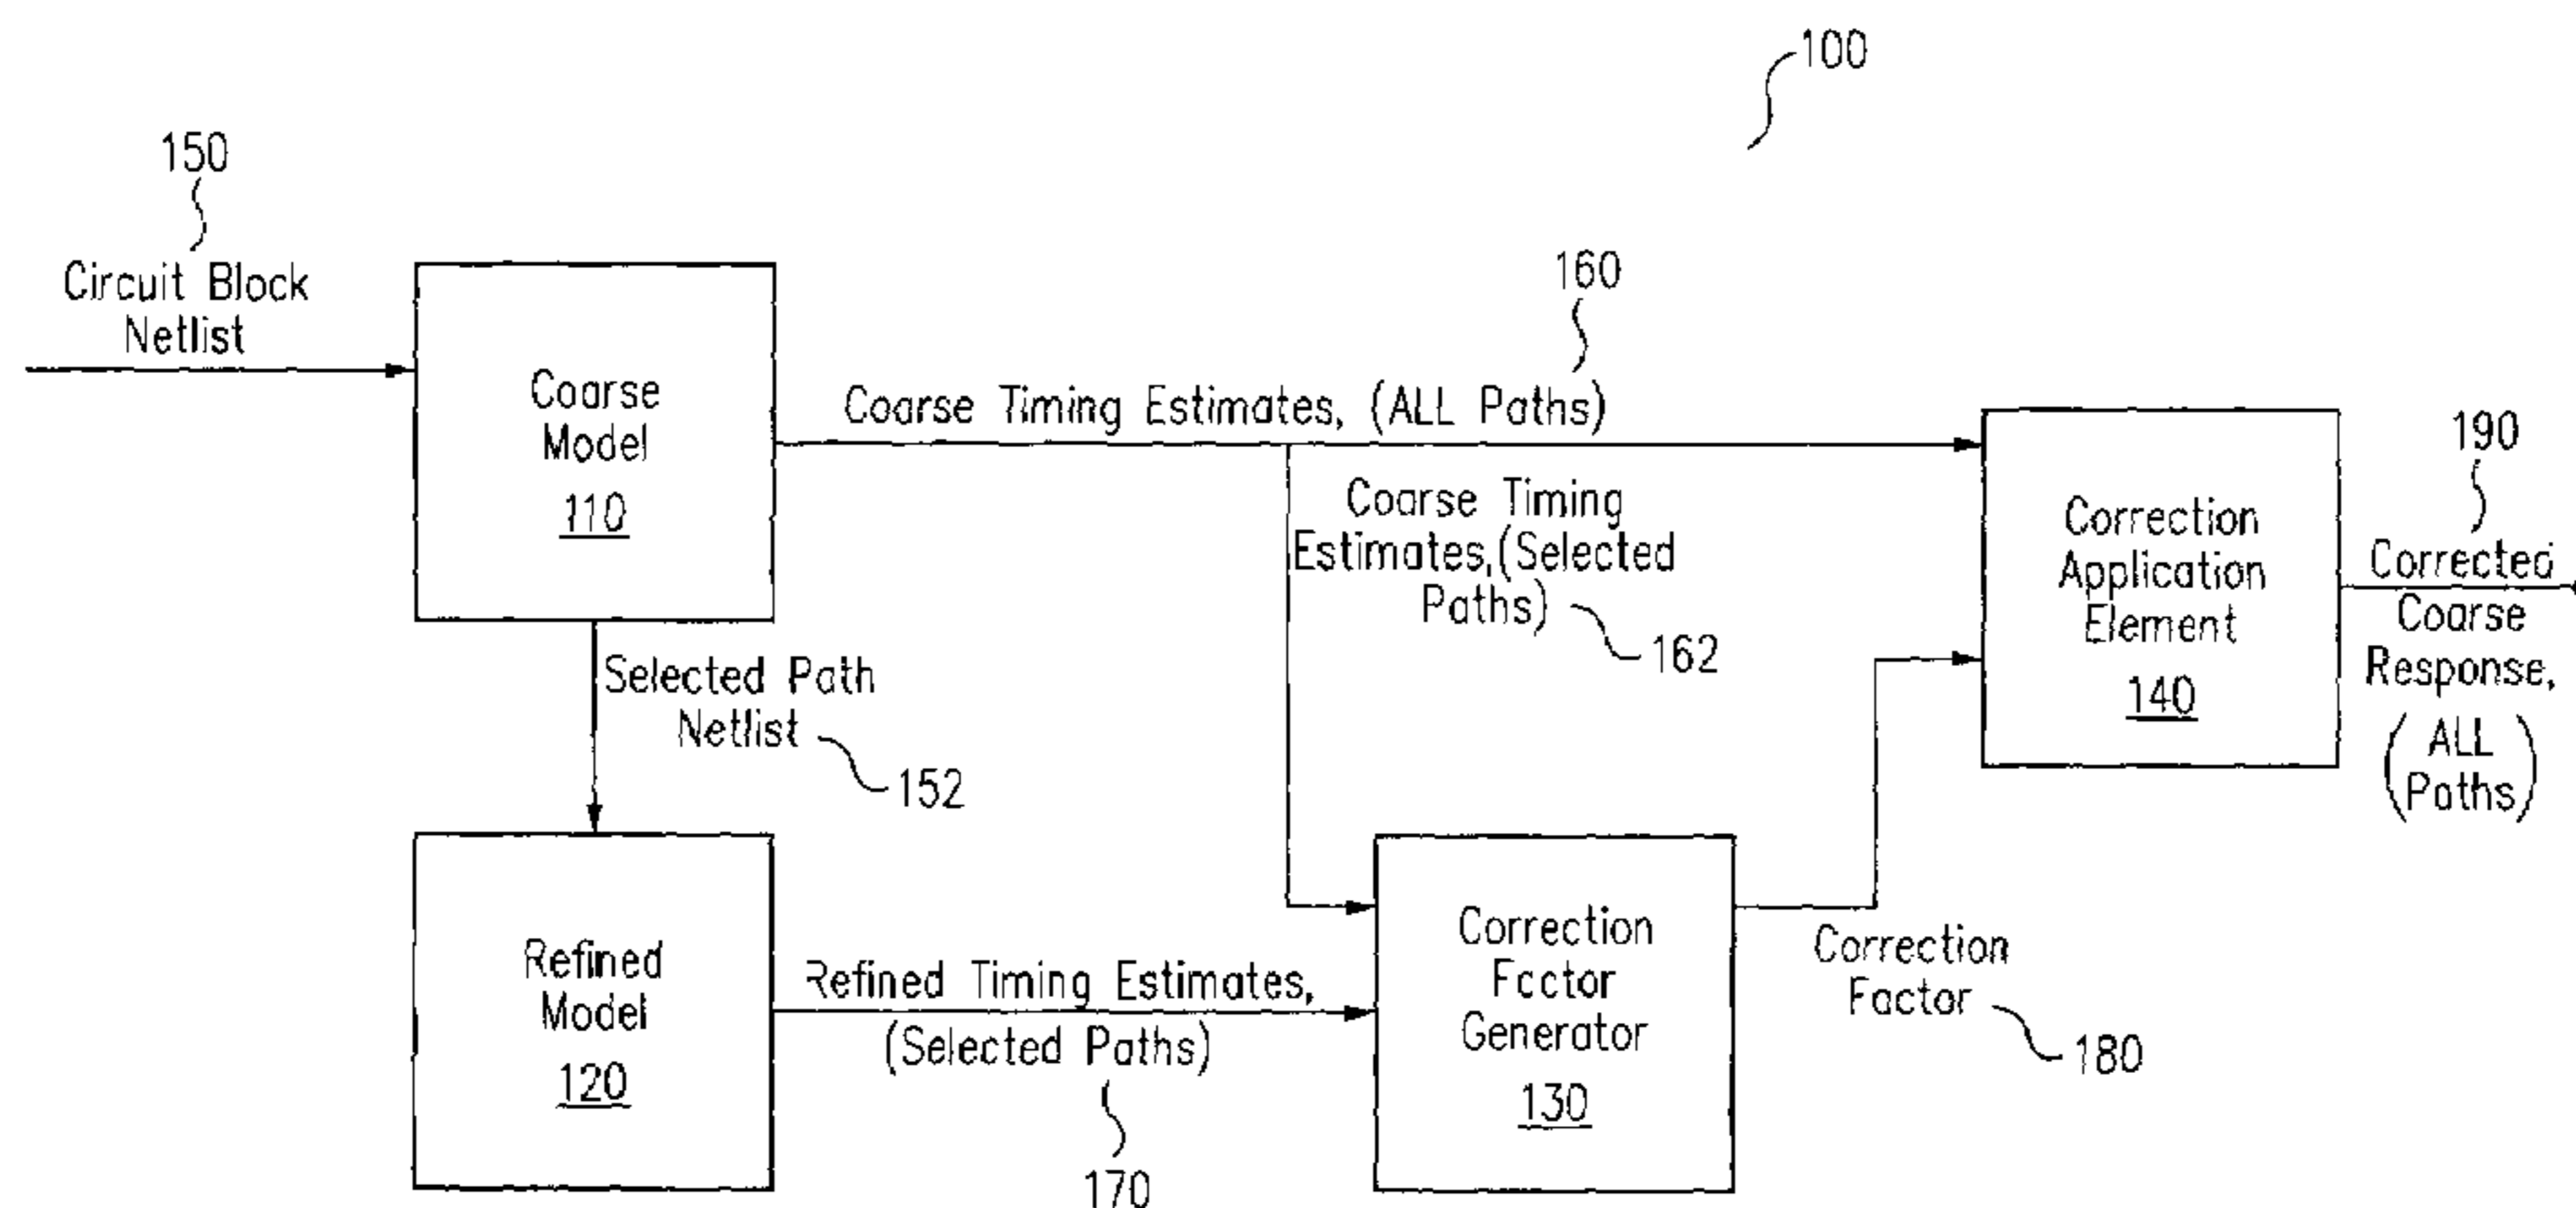 100
150
Circuit Block
Netlist
Coarse
Model
110
160
Coarse Timing Estimates, (ALL Paths)
Coarse Timing
Estimates,(Selected
Paths)
162
Correction
Application
Element
140
190
Corrected
Coarse
Response,
(ALL
Paths)
Selected Path
Netlist
152
Refined
Model
120
Refined Timing Estimates,
(Selected Paths)
170
Correction
Factor
Generator
130
Correction
Factor
180